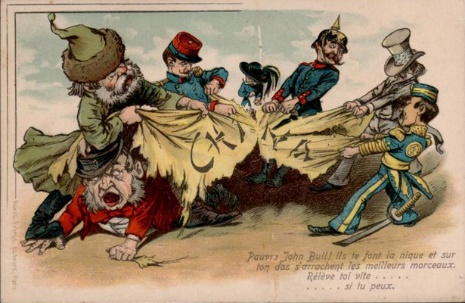 CHINA
Pauvre John Bull! Ils te font la nique et sur
ton dos s'arrachent les meilleurs morceaux.
Rélève toi vite .....
..... si tu peux.